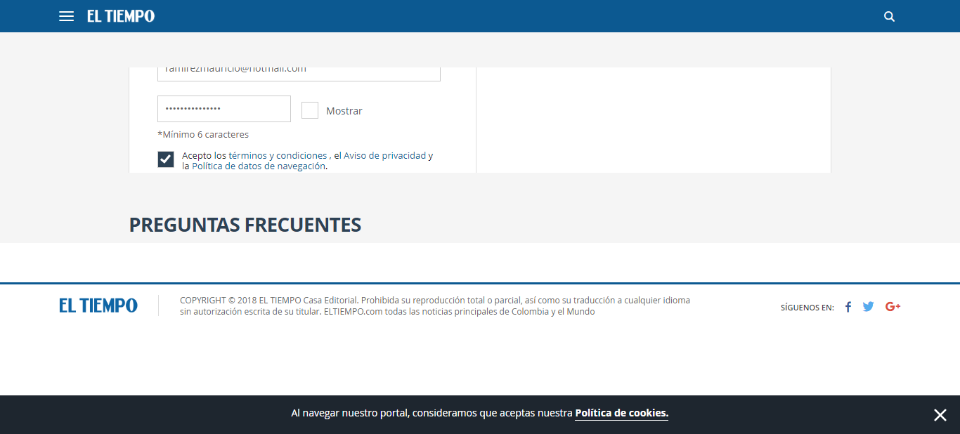 EL TIEMPO
ramirezmauricio@hotmail.com
•••••••••••••••
Mostrar
*Mínimo 6 caracteres
Acepto los términos y condiciones , el Aviso de privacidad y
la Política de datos de navegación.
PREGUNTAS FRECUENTES
EL TIEMPO
COPYRIGHT © 2018 EL TIEMPO Casa Editorial. Prohibida su reproducción total o parcial, así como su traducción a cualquier idioma
sin autorización escrita de su titular. ELTIEMPO.com todas las noticias principales de Colombia y el Mundo
SÍGUENOS EN:
Al navegar nuestro portal, consideramos que aceptas nuestra Política de cookies.